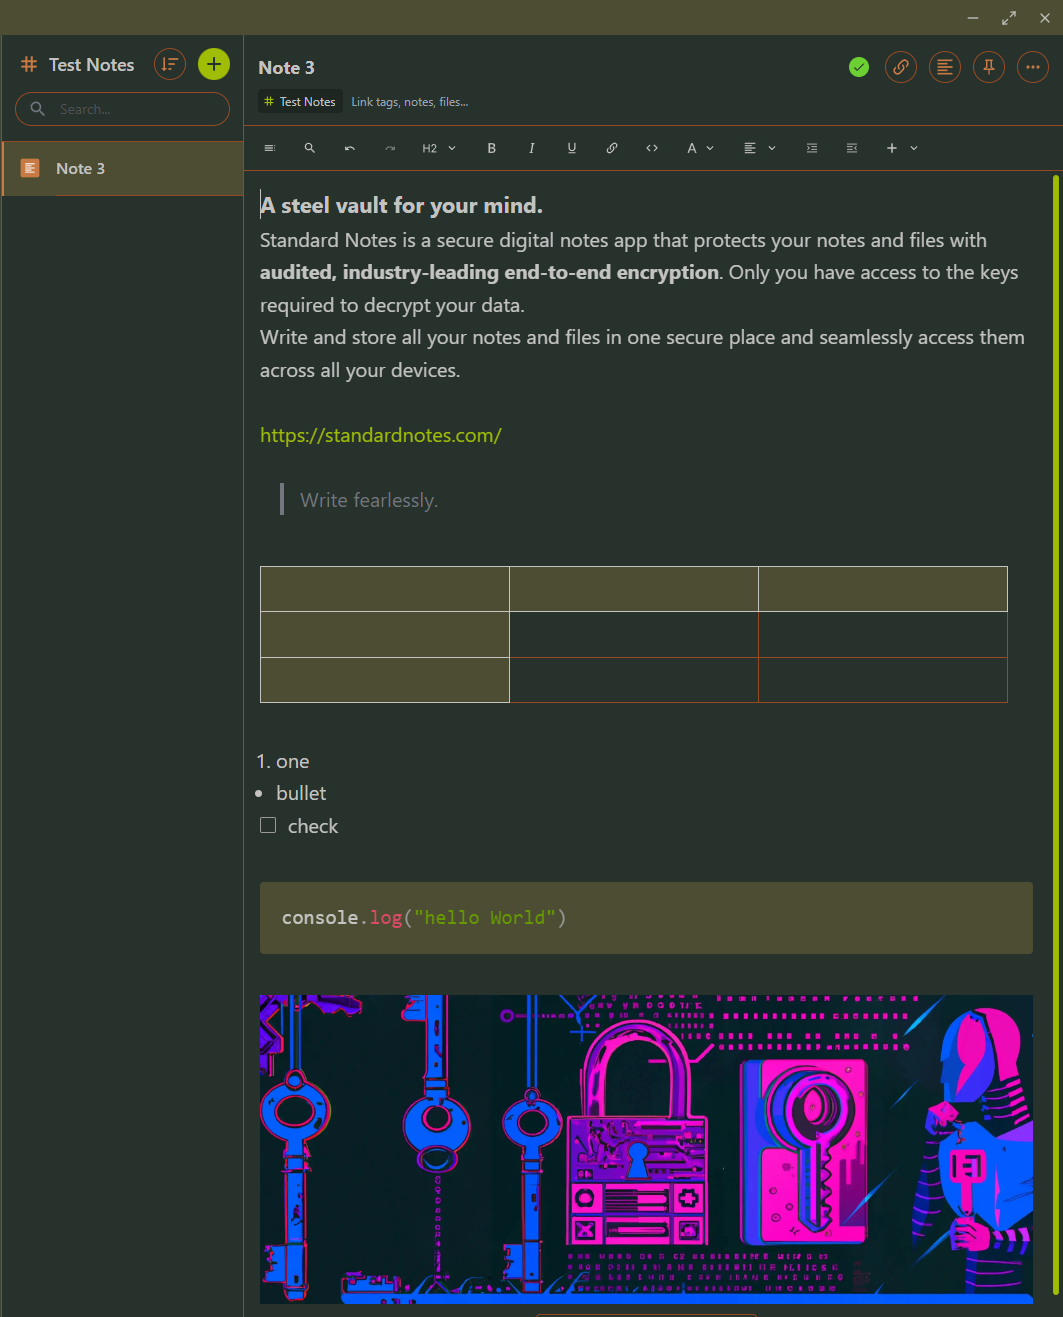 Test Notes
Search...
Note 3
Note 3
# Test Notes
Link tags, notes, files...
H2
B
I
U
A
A steel vault for your mind.
Standard Notes is a secure digital notes app that protects your notes and files with
audited, industry-leading end-to-end encryption. Only you have access to the keys
required to decrypt your data.
Write and store all your notes and files in one secure place and seamlessly access them
across all your devices.
https://standardnotes.com/
Write fearlessly.
1. one
• bullet
check
console.log("hello World")